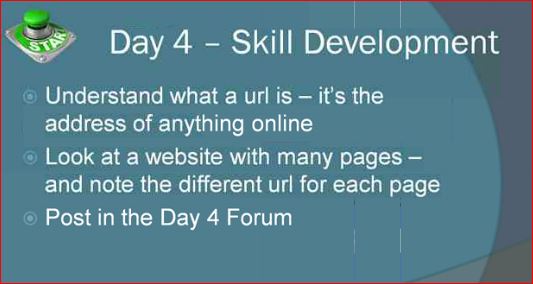 STAR
Day 4 – Skill Development
Understand what a url is – it's the
address of anything online
Look at a website with many pages –
and note the different url for each page
Post in the Day 4 Forum